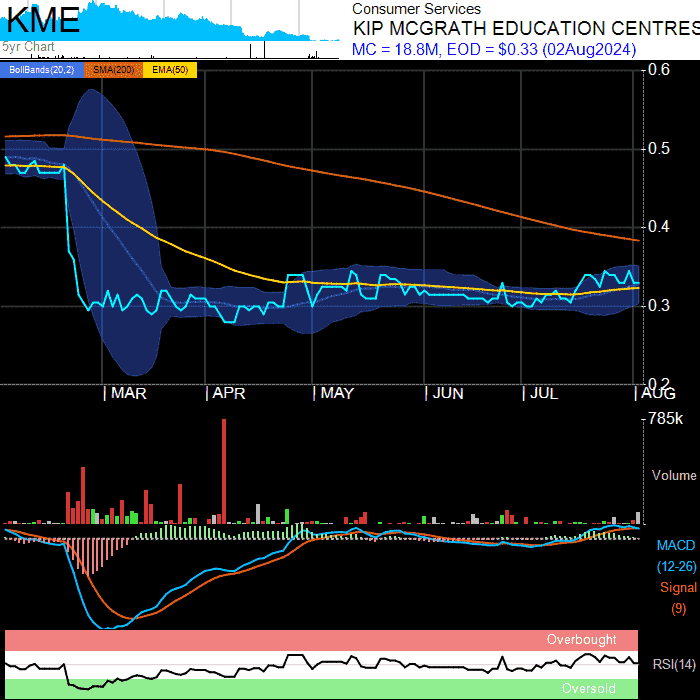 KME
5yr Chart
Consumer Services
KIP MCGRATH EDUCATION CENTRES
MC = 18.8M, EOD = $0.33 (02Aug2024)
BollBands(20,2) SMA(200) EMA(50)
0.6
0.5
0.4
0.3
0.2
MAR APR MAY JUN JUL AUG
785k
Volume
MACD
(12-26)
Signal
(9)
Overbought
RSI(14)
Oversold